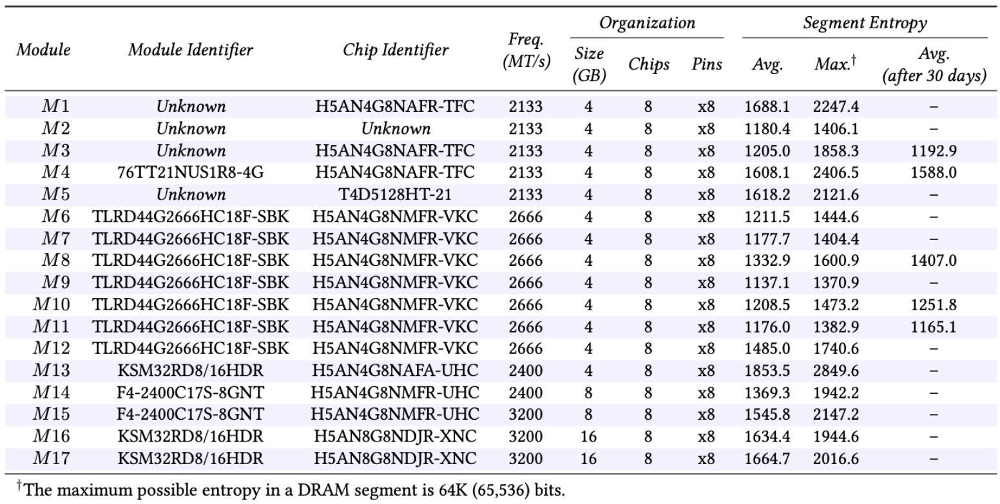 Module Module Identifier Chip Identifier Freq. (MT/s) Organization Segment Entropy
Size (GB) Chips Pins Avg. Max.† Avg. (after 30 days)
M1 Unknown H5AN4G8NAFR-TFC 2133 4 8 x8 1688.1 2247.4 –
M2 Unknown Unknown 2133 4 8 x8 1180.4 1406.1 –
M3 Unknown H5AN4G8NAFR-TFC 2133 4 8 x8 1205.0 1858.3 1192.9
M4 76TT21NUS1R8-4G H5AN4G8NAFR-TFC 2133 4 8 x8 1608.1 2406.5 1588.0
M5 Unknown T4D5128HT-21 2133 4 8 x8 1618.2 2121.6 –
M6 TLRD44G2666HC18F-SBK H5AN4G8NMFR-VKC 2666 4 8 x8 1211.5 1444.6 –
M7 TLRD44G2666HC18F-SBK H5AN4G8NMFR-VKC 2666 4 8 x8 1177.7 1404.4 –
M8 TLRD44G2666HC18F-SBK H5AN4G8NMFR-VKC 2666 4 8 x8 1332.9 1600.9 1407.0
M9 TLRD44G2666HC18F-SBK H5AN4G8NMFR-VKC 2666 4 8 x8 1137.1 1370.9 –
M10 TLRD44G2666HC18F-SBK H5AN4G8NMFR-VKC 2666 4 8 x8 1208.5 1473.2 1251.8
M11 TLRD44G2666HC18F-SBK H5AN4G8NMFR-VKC 2666 4 8 x8 1176.0 1382.9 1165.1
M12 TLRD44G2666HC18F-SBK H5AN4G8NMFR-VKC 2666 4 8 x8 1485.0 1740.6 –
M13 KSM32RD8/16HDR H5AN4G8NAFA-UHC 2400 4 8 x8 1853.5 2849.6 –
M14 F4-2400C17S-8GNT H5AN4G8NMFR-UHC 2400 8 8 x8 1369.3 1942.2 –
M15 F4-2400C17S-8GNT H5AN4G8NMFR-UHC 3200 8 8 x8 1545.8 2147.2 –
M16 KSM32RD8/16HDR H5AN8G8NDJR-XNC 3200 16 8 x8 1634.4 1944.6 –
M17 KSM32RD8/16HDR H5AN8G8NDJR-XNC 3200 16 8 x8 1664.7 2016.6 –
†The maximum possible entropy in a DRAM segment is 64K (65,536) bits.